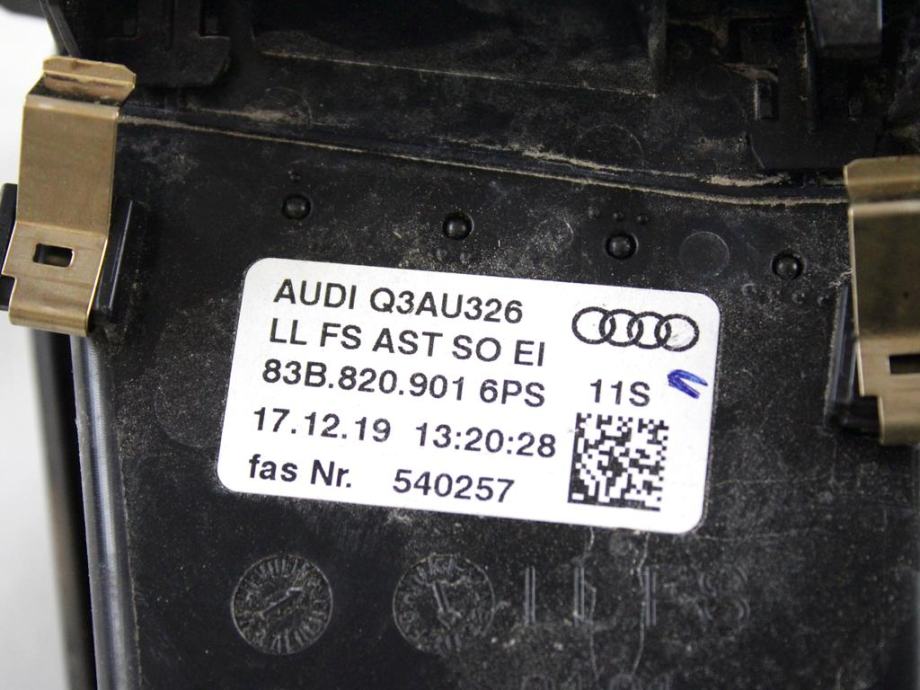 AUDI Q3AU326
LL FS AST SO EI
83B.820.901 6PS 11S
17.12.19 13:20:28
fas Nr. 540257